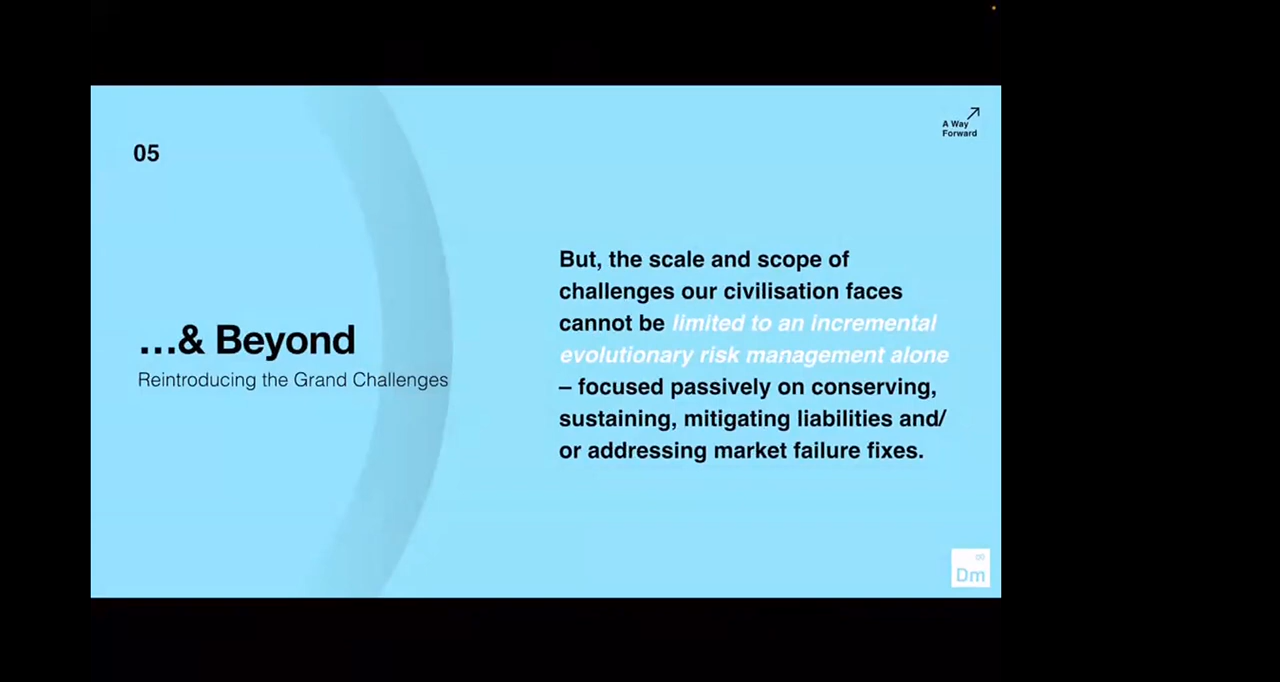 A Way
Forward
05
…& Beyond
Reintroducing the Grand Challenges
But, the scale and scope of
challenges our civilisation faces
cannot be limited to an incremental
evolutionary risk management alone
– focused passively on conserving,
sustaining, mitigating liabilities and/
or addressing market failure fixes.
∞
Dm